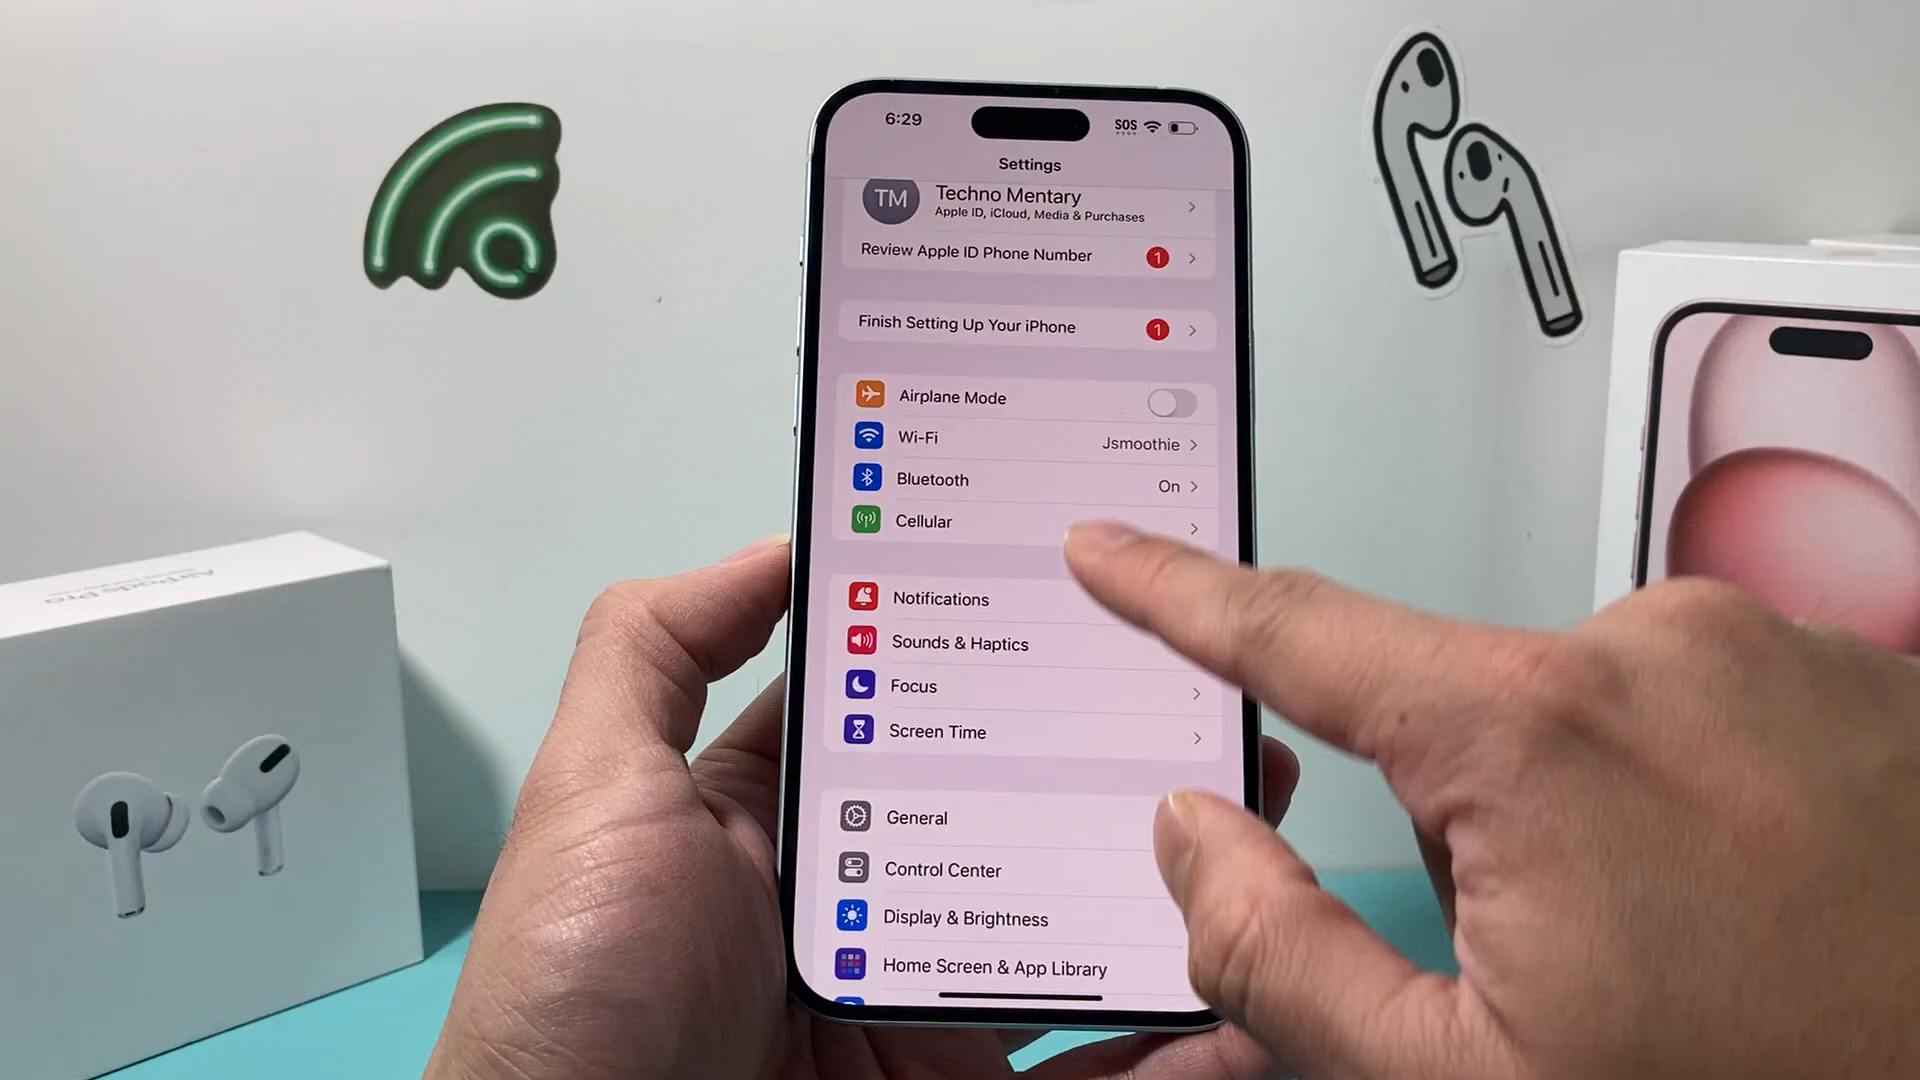 6:29
SOS
Settings
TM
Techno Mentary
Apple ID, iCloud, Media & Purchases
Review Apple ID Phone Number
1
Finish Setting Up Your iPhone
1
Airplane Mode
Wi-Fi
Jsmoothie
Bluetooth
On
Cellular
Notifications
Sounds & Haptics
Focus
Screen Time
General
Control Center
Display & Brightness
Home Screen & App Library
AirPods Pro